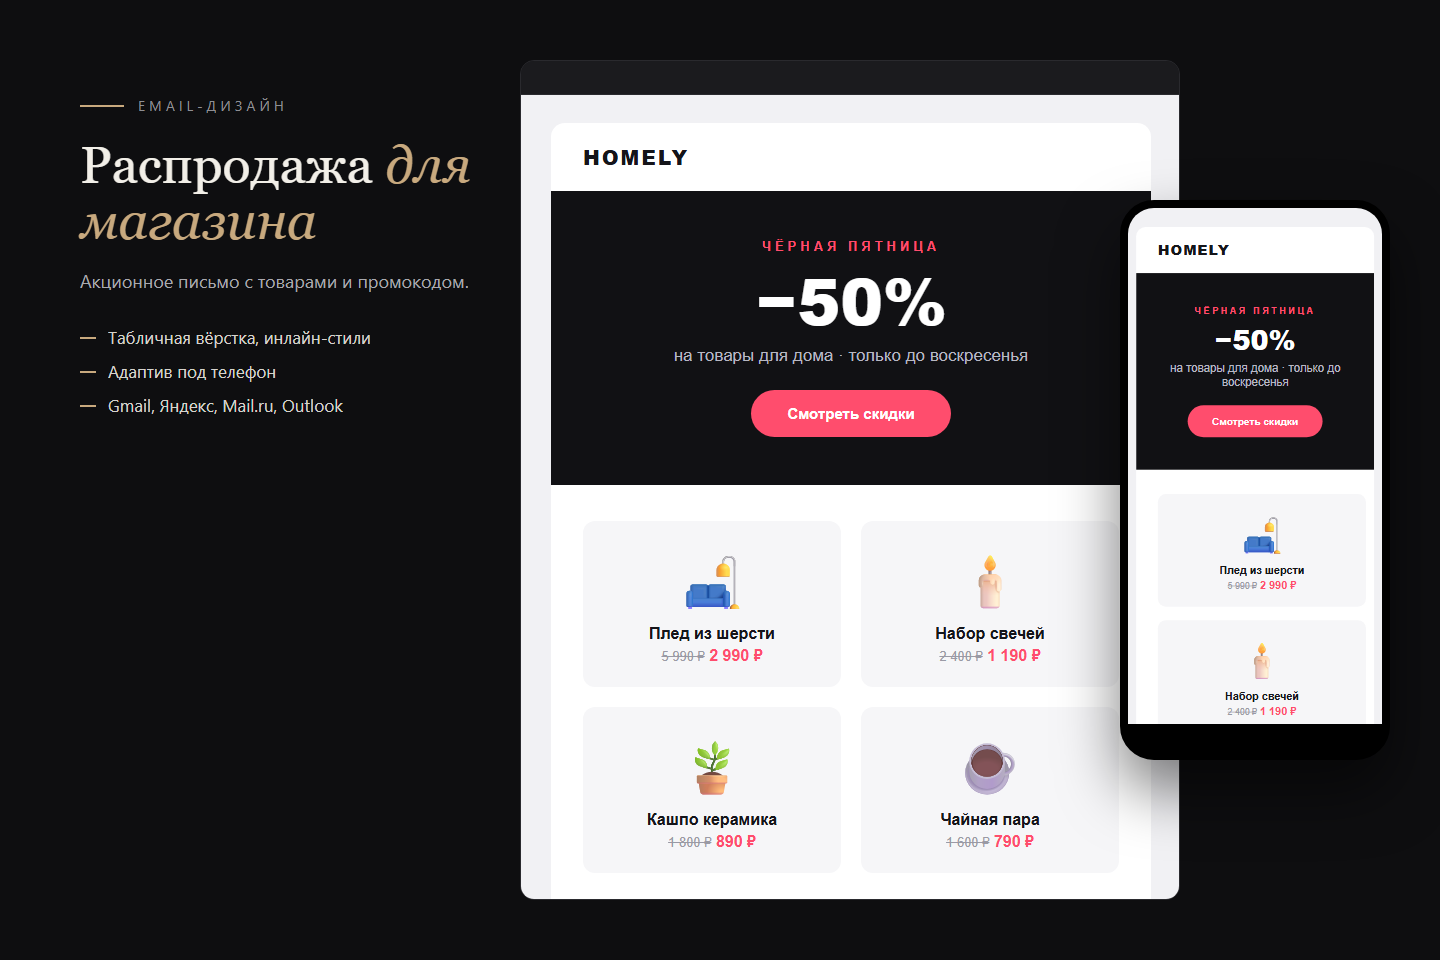 EMAIL-ДИЗАЙН
Распродажа для
магазина
Акционное письмо с товарами и промокодом.
Табличная вёрстка, инлайн-стили
Адаптив под телефон
Gmail, Яндекс, Mail.ru, Outlook
HOMELY
ЧЁРНАЯ ПЯТНИЦА
−50%
на товары для дома · только до воскресенья
Смотреть скидки
Плед из шерсти
5 990 ₽ 2 990 ₽
Набор свечей
2 400 ₽ 1 190 ₽
Кашпо керамика
1 800 ₽ 890 ₽
Чайная пара
1 600 ₽ 790 ₽
HOMELY
ЧЁРНАЯ ПЯТНИЦА
−50%
на товары для дома · только до
воскресенья
Смотреть скидки
Плед из шерсти
5 990 ₽ 2 990 ₽
Набор свечей
2 400 ₽ 1 190 ₽